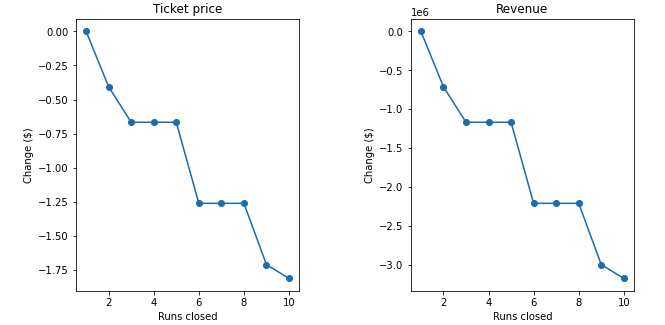 Ticket price
Change ($)
0.00
−0.25
−0.50
−0.75
−1.00
−1.25
−1.50
−1.75
2 4 6 8 10
Runs closed
Revenue
1e6
Change ($)
0.0
−0.5
−1.0
−1.5
−2.0
−2.5
−3.0
2 4 6 8 10
Runs closed